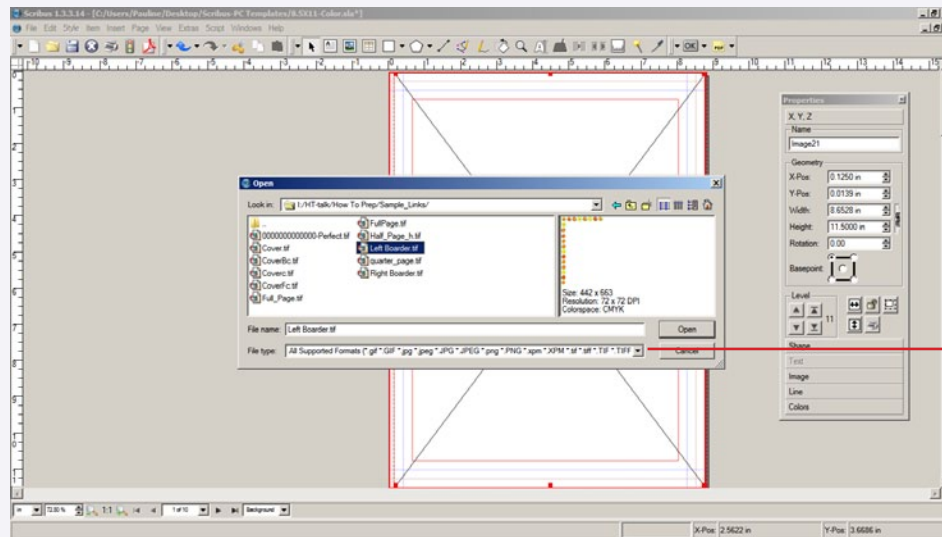 Scribus 1.3.3.14 - [C:/Users/Pauline/Desktop/Scribus-PC Templates/8.5X11-Color.sla*]
File Edit Style Item Insert Page View Extras Script Windows Help
Properties
X, Y, Z
Name
Image21
Geometry
X-Pos: 0.1250 in
Y-Pos: 0.0139 in
Width: 8.6528 in
Height: 11.5000 in
Rotation: 0.00
Basepoint:
Level
11
Shape
Text
Image
Line
Colors
Open
Look in: I:/HT-talk/How To Prep/Sample_Links/
..
0000000000000-Perfect.tif
Cover.tif
CoverBc.tif
Coverc.tif
CoverFc.tif
Full_Page.tif
FullPage.tif
Half_Page_h.tif
Left Boarder.tif
quarter_page.tif
Right Boarder.tif
Size: 442 x 663
Resolution: 72 x 72 DPI
Colorspace: CMYK
File name: Left Boarder.tif
Open
File type: All Supported Formats (*.gif *.GIF *.jpg *.jpeg *.JPG *.JPEG *.png *.PNG *.xpm *.XPM *.tif *.tiff *.TIF *.TIFF
Cancel
in 1:1 1 of 10 Background
X-Pos: 2.5622 in Y-Pos: 3.6686 in